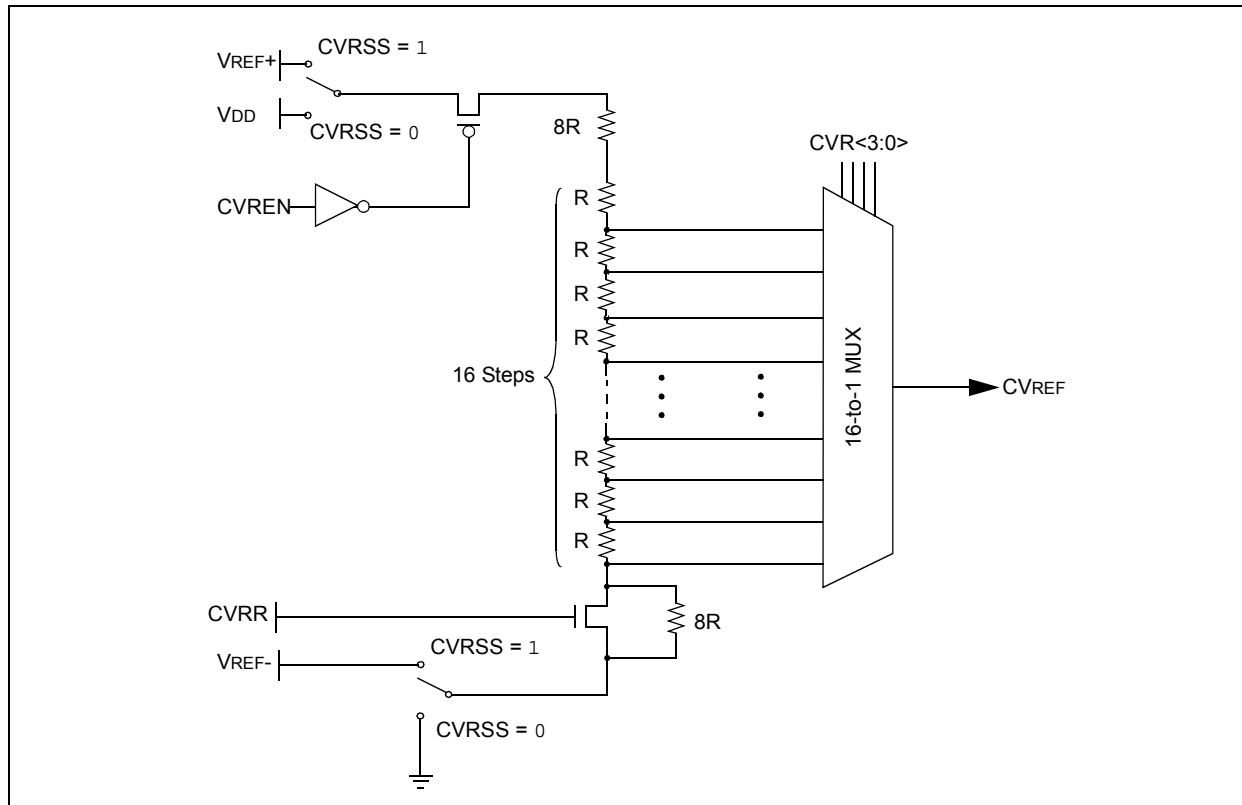 CVRSS = 1
VREF+
VDD
CVRSS = 0
8R
CVR<3:0>
CVREN
R
R
R
R
16 Steps
16-to-1 MUX
CVREF
R
R
R
CVRR
8R
CVRSS = 1
VREF-
CVRSS = 0